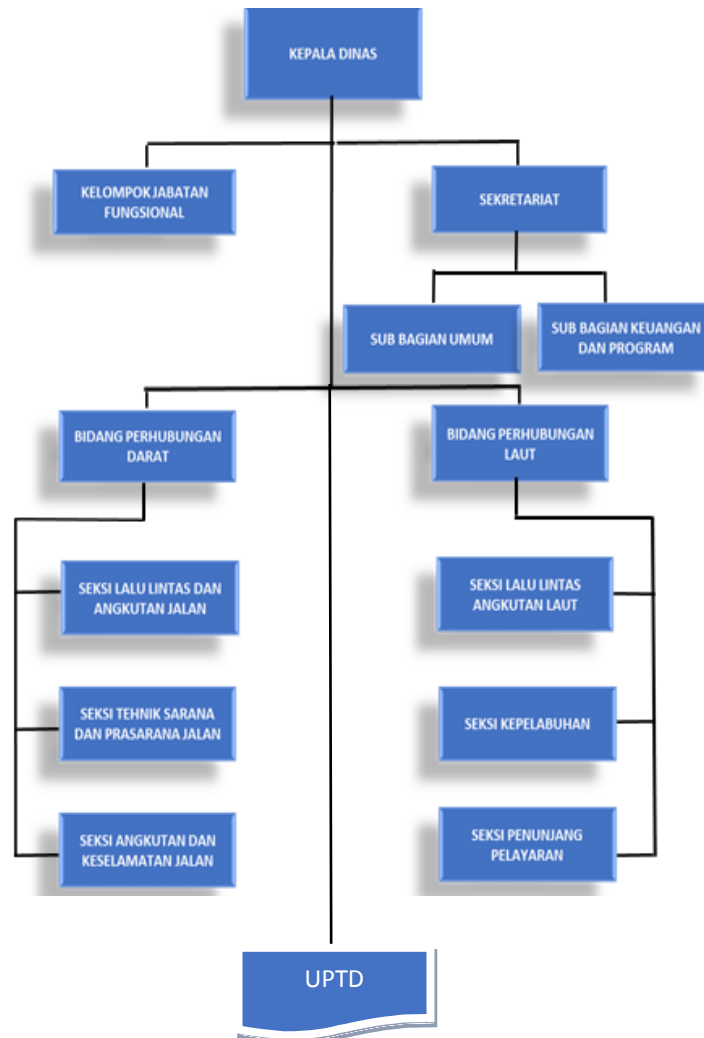 KEPALA DINAS
KELOMPOK JABATAN
FUNGSIONAL
SEKRETARIAT
SUB BAGIAN UMUM
SUB BAGIAN KEUANGAN
DAN PROGRAM
BIDANG PERHUBUNGAN
DARAT
BIDANG PERHUBUNGAN
LAUT
SEKSI LALU LINTAS DAN
ANGKUTAN JALAN
SEKSI LALU LINTAS
ANGKUTAN LAUT
SEKSI TEHNIK SARANA
DAN PRASARANA JALAN
SEKSI KEPELABUHAN
SEKSI ANGKUTAN DAN
KESELAMATAN JALAN
SEKSI PENUNJANG
PELAYARAN
UPTD